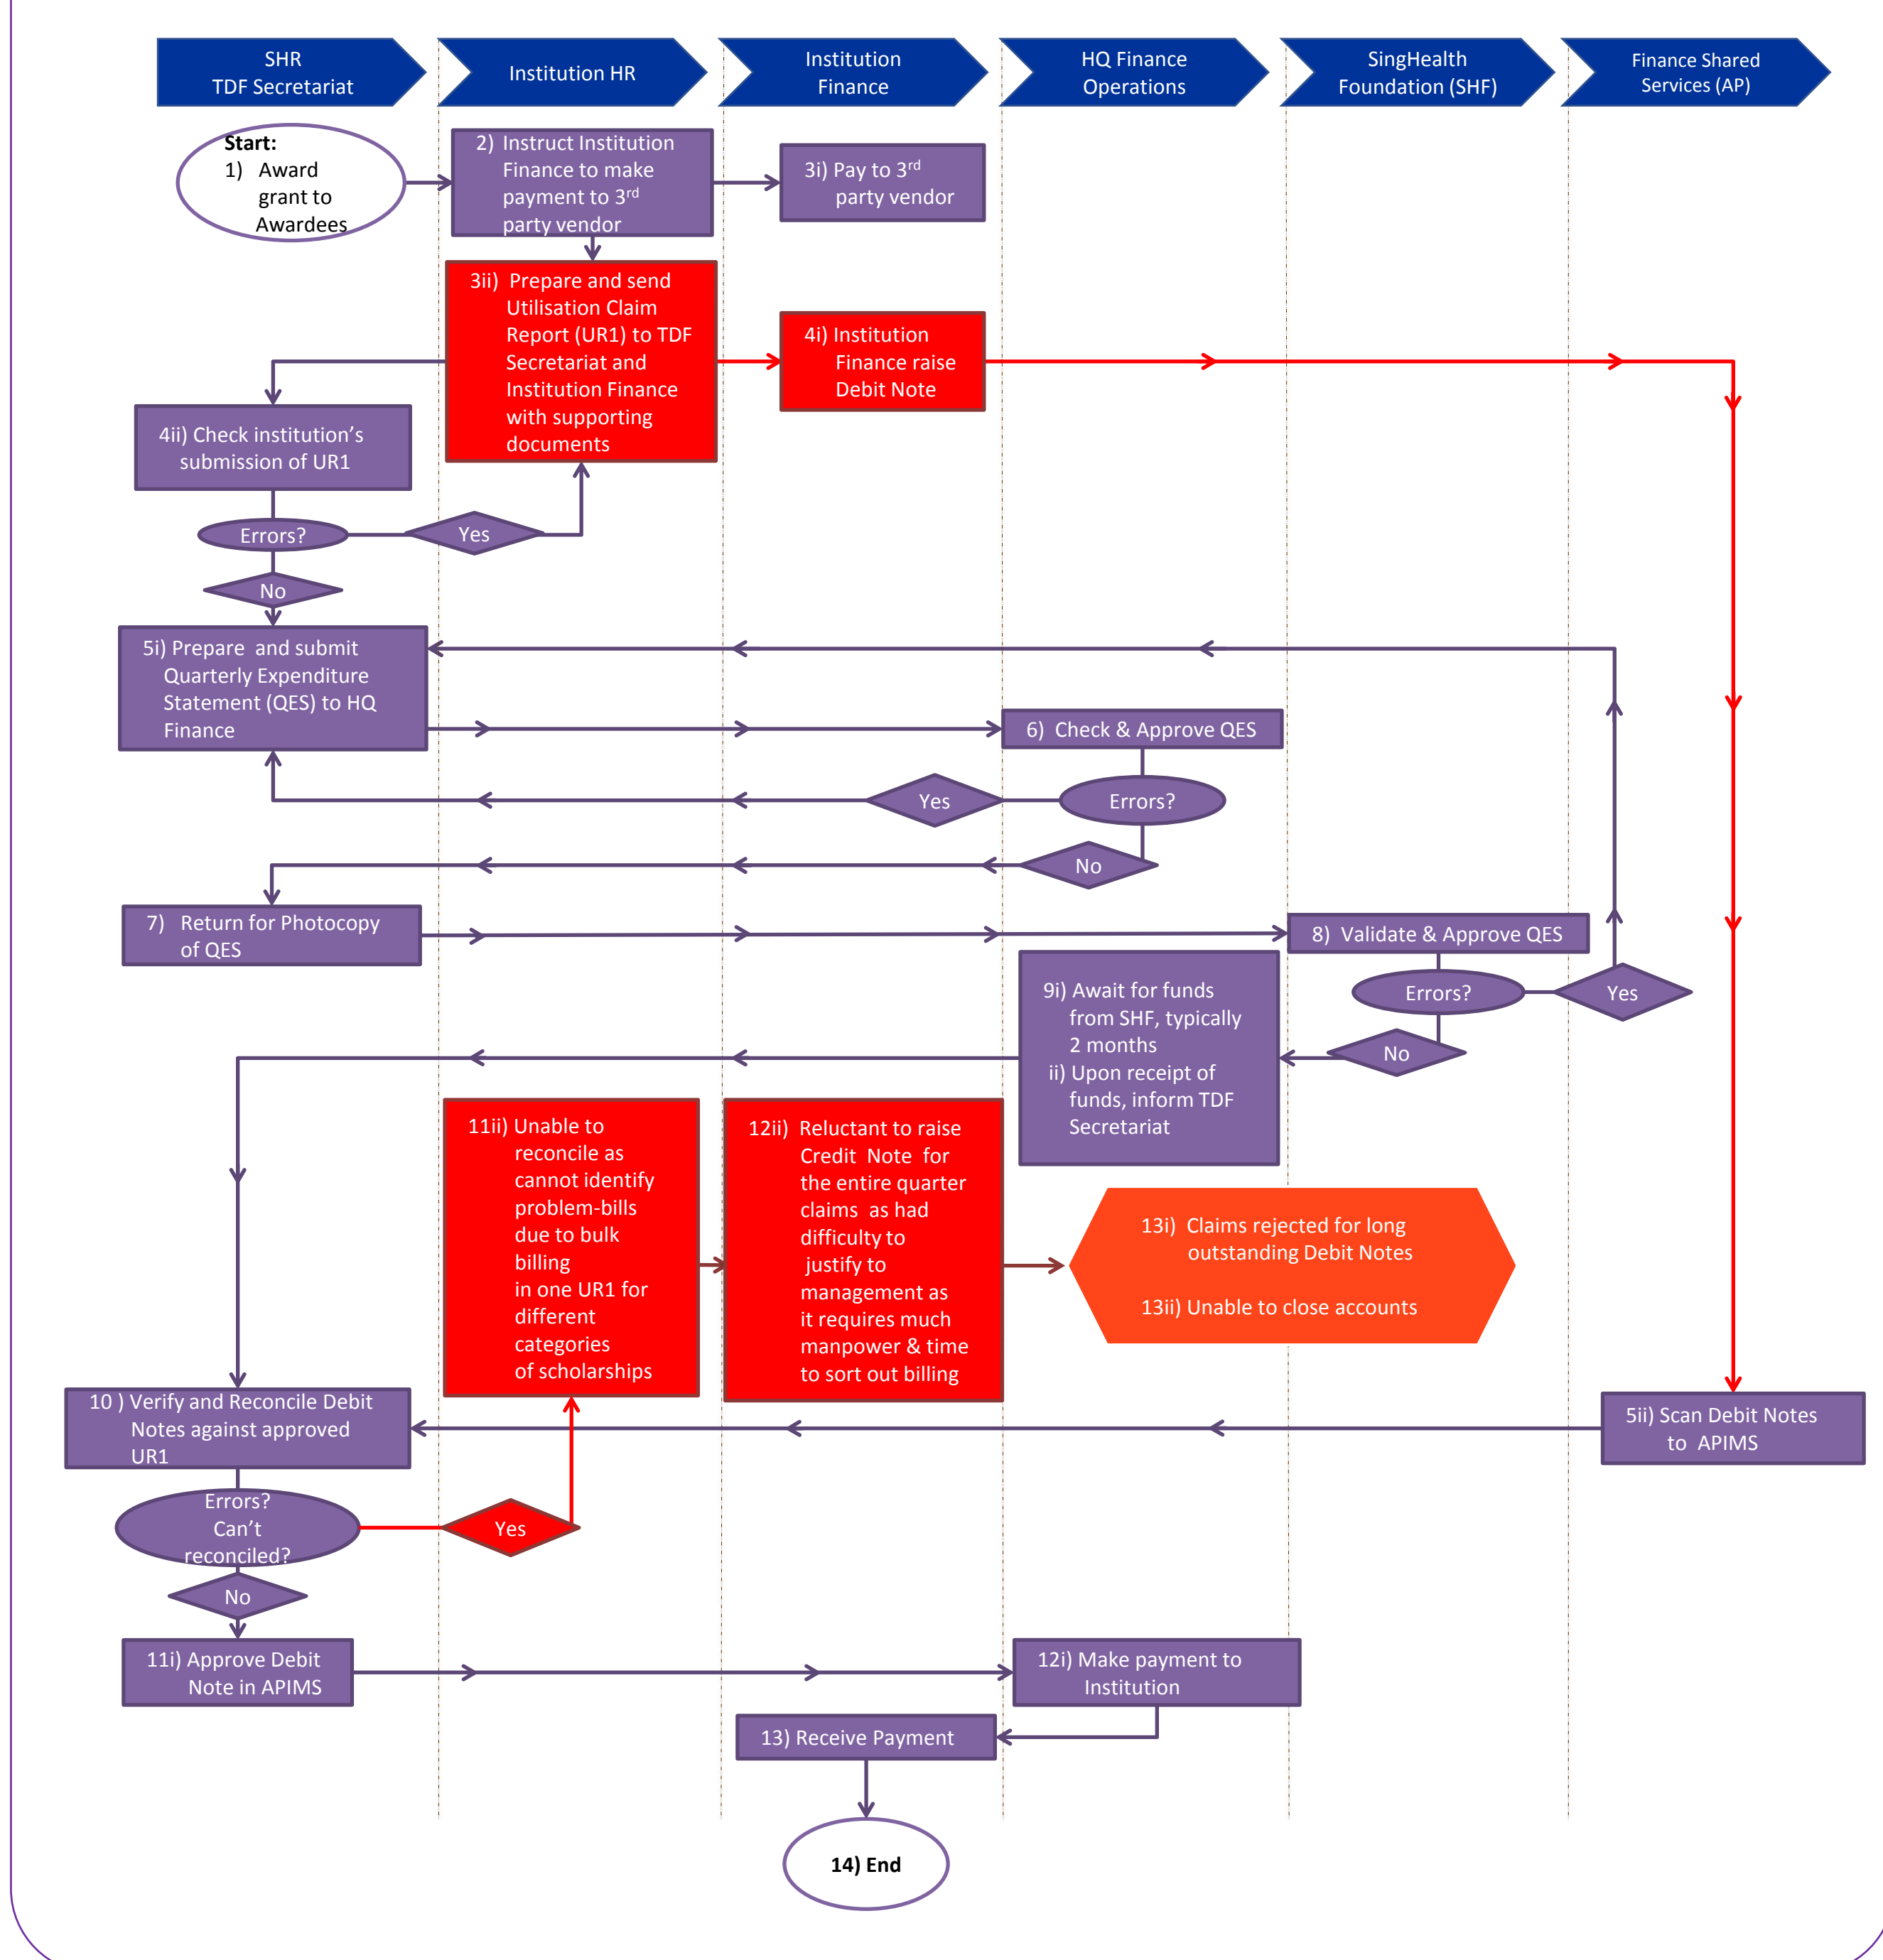 SHR
TDF Secretariat
Institution HR
Institution
Finance
HQ Finance
Operations
SingHealth
Foundation (SHF)
Finance Shared
Services (AP)
Start:
1) Award
grant to
Awardees
2) Instruct Institution
Finance to make
payment to 3rd
party vendor
3i) Pay to 3rd
party vendor
3ii) Prepare and send
Utilisation Claim
Report (UR1) to TDF
Secretariat and
Institution Finance
with supporting
documents
4i) Institution
Finance raise
Debit Note
4ii) Check institution’s
submission of UR1
Errors?
Yes
No
5i) Prepare and submit
Quarterly Expenditure
Statement (QES) to HQ
Finance
6) Check & Approve QES
Yes
Errors?
No
7) Return for Photocopy
of QES
8) Validate & Approve QES
Errors?
Yes
No
9i) Await for funds
from SHF, typically
2 months
ii) Upon receipt of
funds, inform TDF
Secretariat
11ii) Unable to
reconcile as
cannot identify
problem-bills
due to bulk
billing
in one UR1 for
different
categories
of scholarships
12ii) Reluctant to raise
Credit Note for
the entire quarter
claims as had
difficulty to
justify to
management as
it requires much
manpower & time
to sort out billing
13i) Claims rejected for long
outstanding Debit Notes
13ii) Unable to close accounts
10 ) Verify and Reconcile Debit
Notes against approved
UR1
5ii) Scan Debit Notes
to APIMS
Errors?
Can’t
reconciled?
Yes
No
11i) Approve Debit
Note in APIMS
12i) Make payment to
Institution
13) Receive Payment
14) End